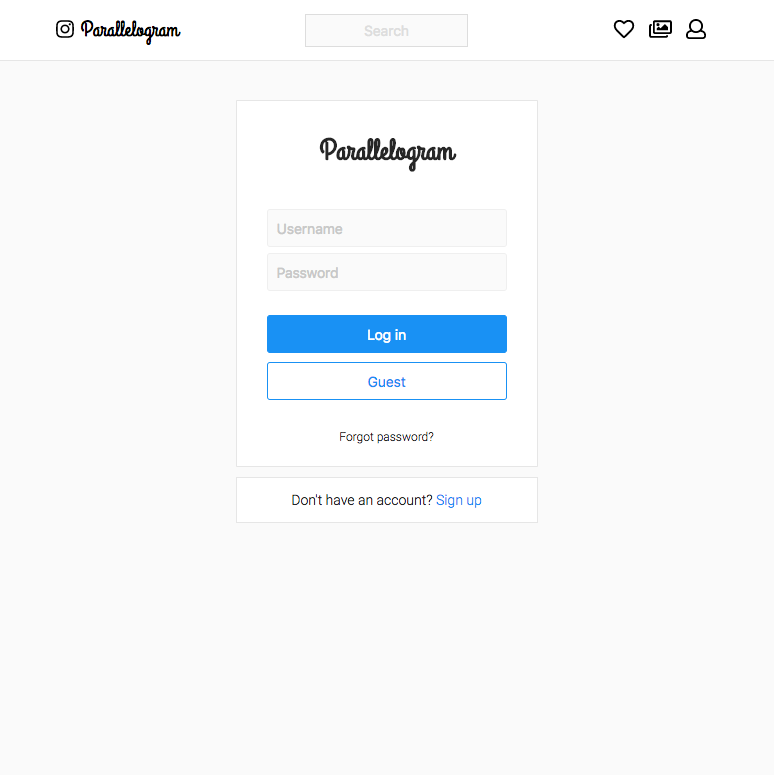 Parallelogram
Search
Parallelogram
Username
Password
Log in
Guest
Forgot password?
Don't have an account? Sign up